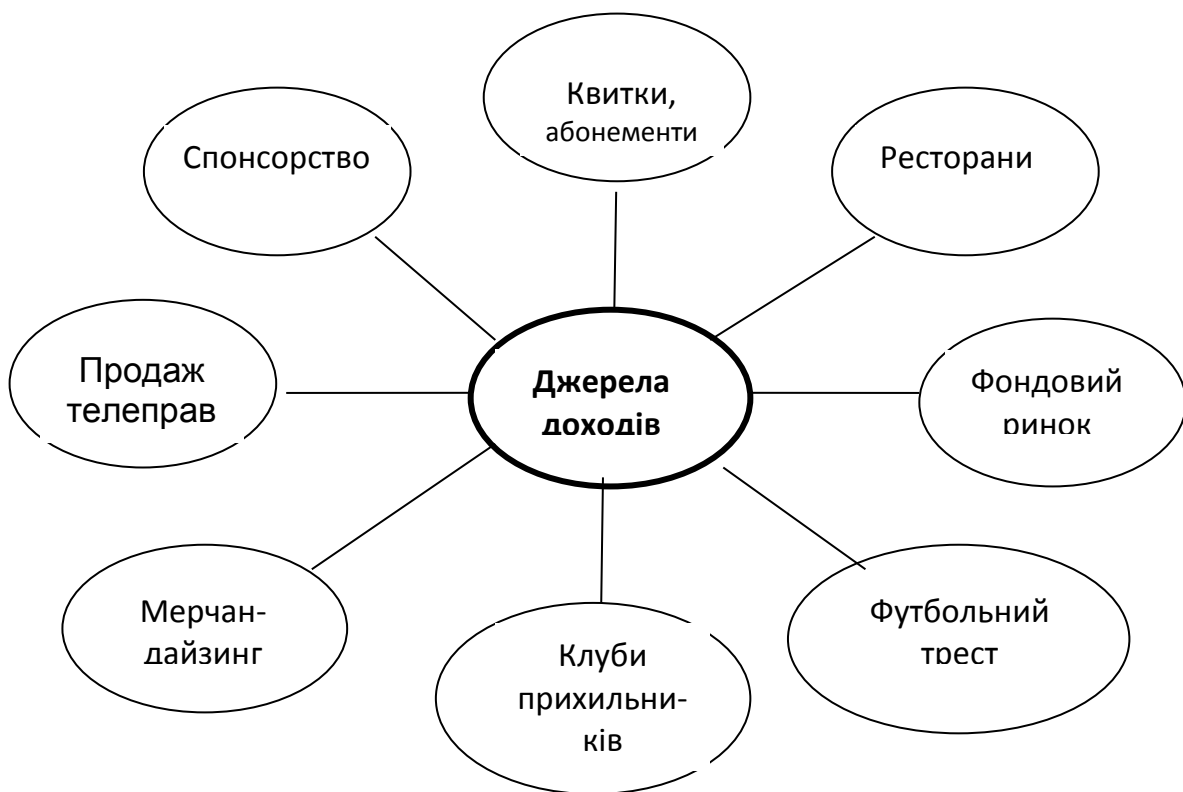 Квитки,
абонементи
Спонсорство
Ресторани
Продаж
телеправ
Джерела
доходів
Фондовий
ринок
Мерчан-
дайзинг
Клуби
прихильни-
ків
Футбольний
трест